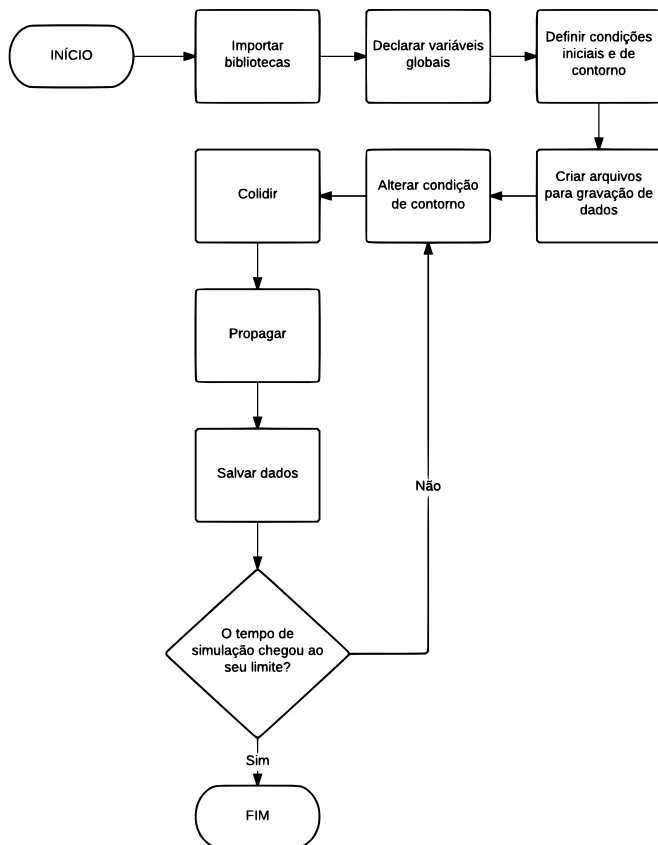 INÍCIO
Importar
bibliotecas
Declarar variáveis
globais
Definir condições
iniciais e de
contorno
Criar arquivos
para gravação de
dados
Alterar condição
de contorno
Colidir
Propagar
Salvar dados
Não
O tempo de
simulação chegou ao
seu limite?
Sim
FIM